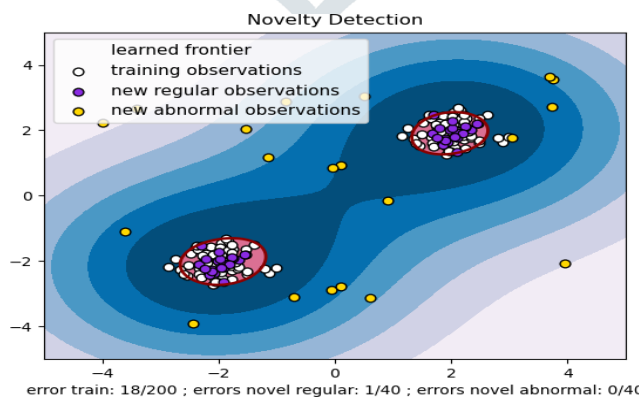 Novelty Detection
learned frontier
training observations
new regular observations
new abnormal observations
4
2
0
−2
−4
−4 −2 0 2 4
error train: 18/200 ; errors novel regular: 1/40 ; errors novel abnormal: 0/40